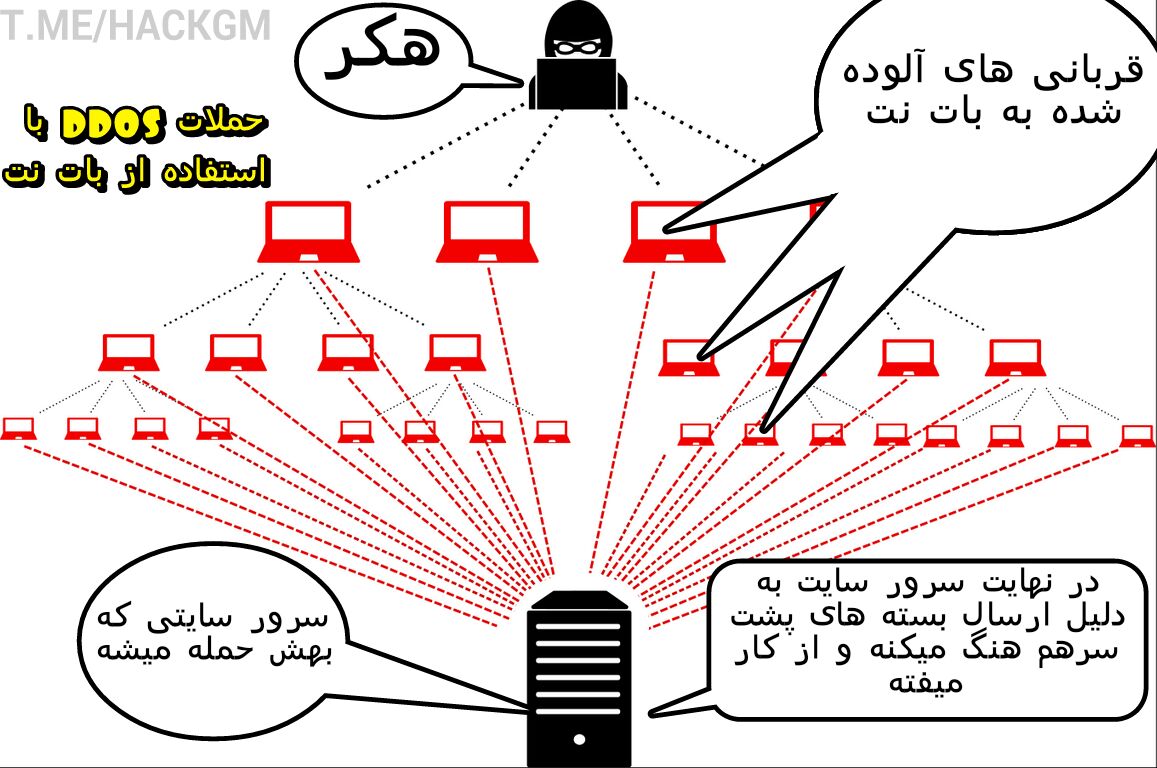 T.ME/HACKGM
هکر
قربانی های آلوده
شده به بات نت
حملات DDOS با
استفاده از بات نت
سرور سایتی که
بهش حمله میشه
در نهایت سرور سایت به
دلیل ارسال بسته های پشت
سرهم هنگ میکنه و از کار
میفته